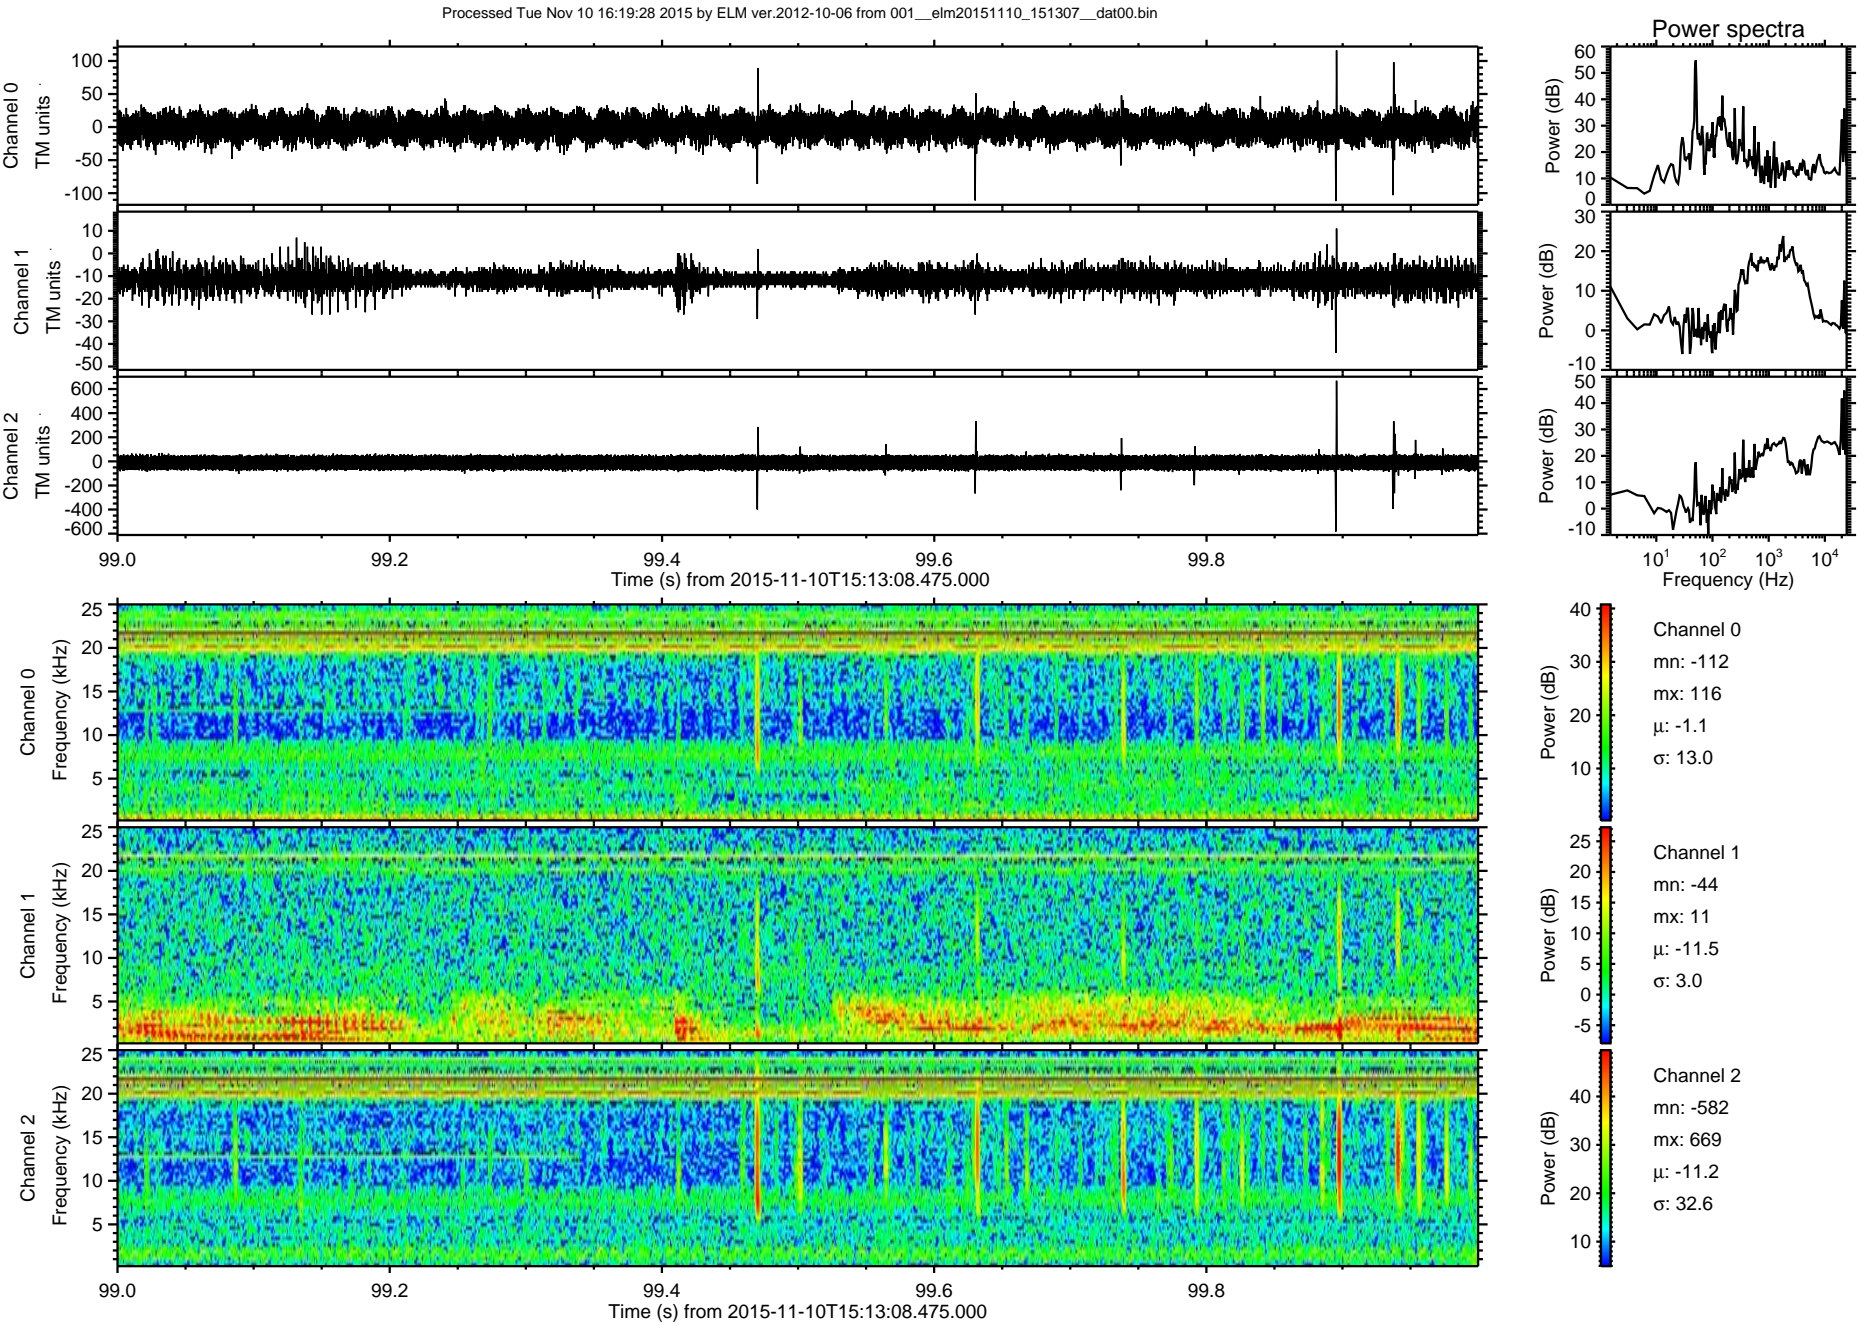 Processed Tue Nov 10 16:19:28 2015 by ELM ver.2012-10-06 from 001__elm20151110_151307__dat00.bin
Power spectra
Channel 0
TM units
100
50
0
-50
-100
Power (dB)
60
50
40
30
20
10
0
Channel 1
TM units
10
0
-10
-20
-30
-40
-50
Power (dB)
30
20
10
0
-10
Channel 2
TM units
600
400
200
0
-200
-400
-600
Power (dB)
50
40
30
20
10
0
-10
99.0 99.2 99.4 99.6 99.8
Time (s) from 2015-11-10T15:13:08.475.000
10¹ 10² 10³ 10⁴
Frequency (Hz)
Channel 0
Frequency (kHz)
25
20
15
10
5
Power (dB)
40
30
20
10
Channel 0
mn: -112
mx: 116
μ: -1.1
σ: 13.0
Channel 1
Frequency (kHz)
25
20
15
10
5
Power (dB)
25
20
15
10
5
0
-5
Channel 1
mn: -44
mx: 11
μ: -11.5
σ: 3.0
Channel 2
Frequency (kHz)
25
20
15
10
5
Power (dB)
40
30
20
10
Channel 2
mn: -582
mx: 669
μ: -11.2
σ: 32.6
99.0 99.2 99.4 99.6 99.8
Time (s) from 2015-11-10T15:13:08.475.000